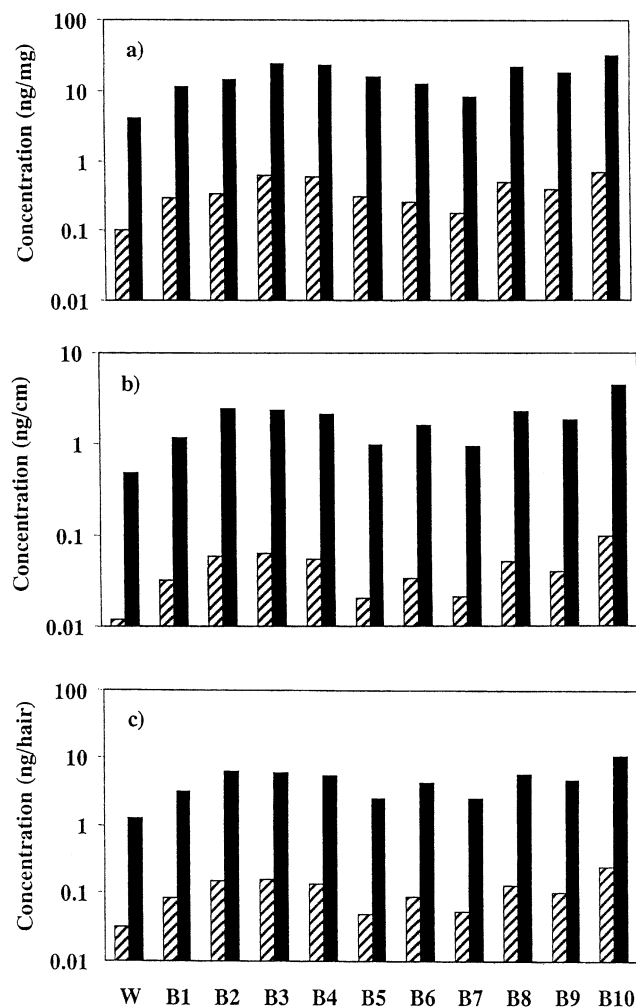 100
a)
10
1
0.1
0.01
Concentration (ng/mg)
10
b)
1
0.1
0.01
Concentration (ng/cm)
100
c)
10
1
0.1
0.01
Concentration (ng/hair)
W B1 B2 B3 B4 B5 B6 B7 B8 B9 B10